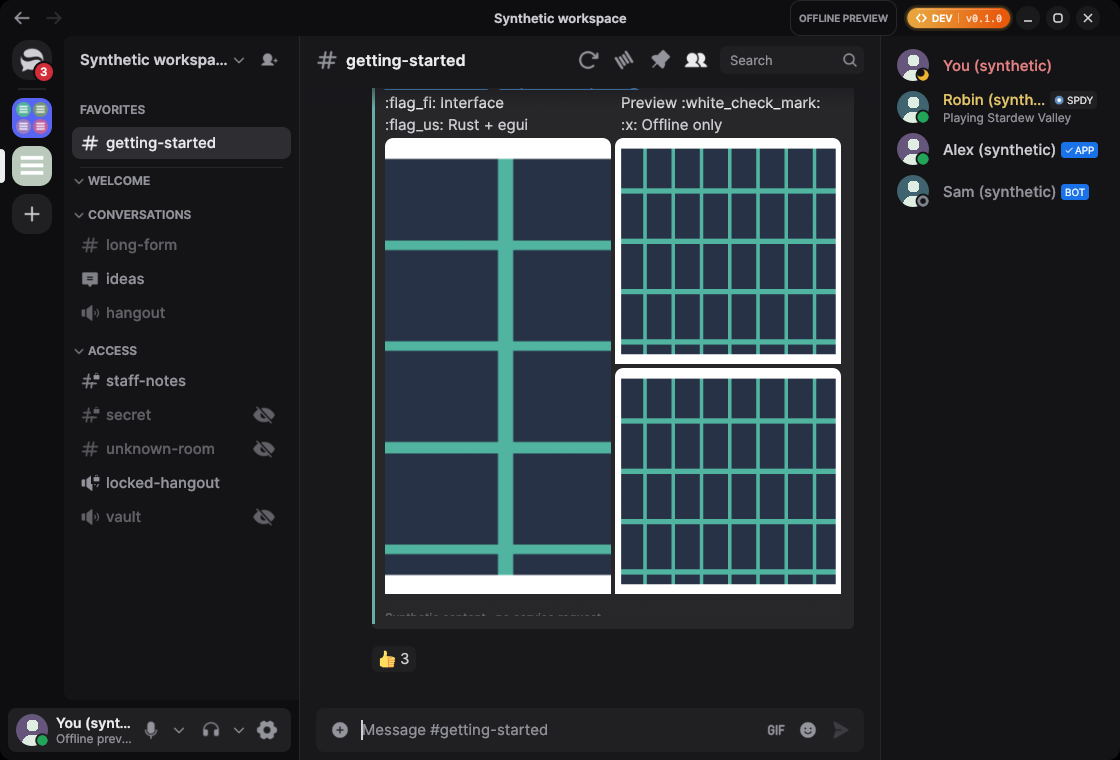 Synthetic workspace
OFFLINE PREVIEW
DEV v0.1.0
3
Synthetic workspa...
FAVORITES
getting-started
WELCOME
CONVERSATIONS
long-form
ideas
hangout
ACCESS
staff-notes
secret
unknown-room
locked-hangout
vault
You (synt...
Offline prev...
# getting-started
Search
:flag_fi: Interface
:flag_us: Rust + egui
Preview :white_check_mark:
:x: Offline only
👍 3
Message #getting-started
GIF
You (synthetic)
Robin (synth... SPDY
Playing Stardew Valley
Alex (synthetic) ✓ APP
Sam (synthetic) BOT